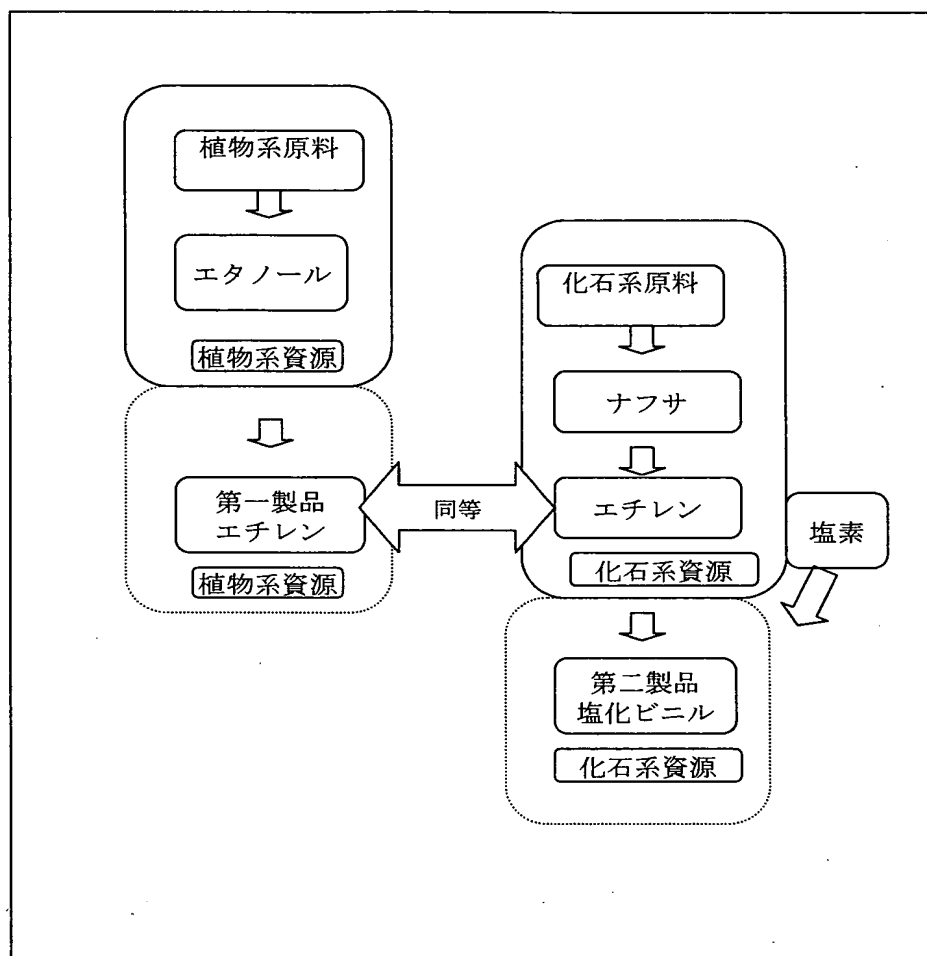 植物系原料
エタノール
植物系資源
第一製品
エチレン
植物系資源
同等
化石系原料
ナフサ
エチレン
化石系資源
塩素
第二製品
塩化ビニル
化石系資源